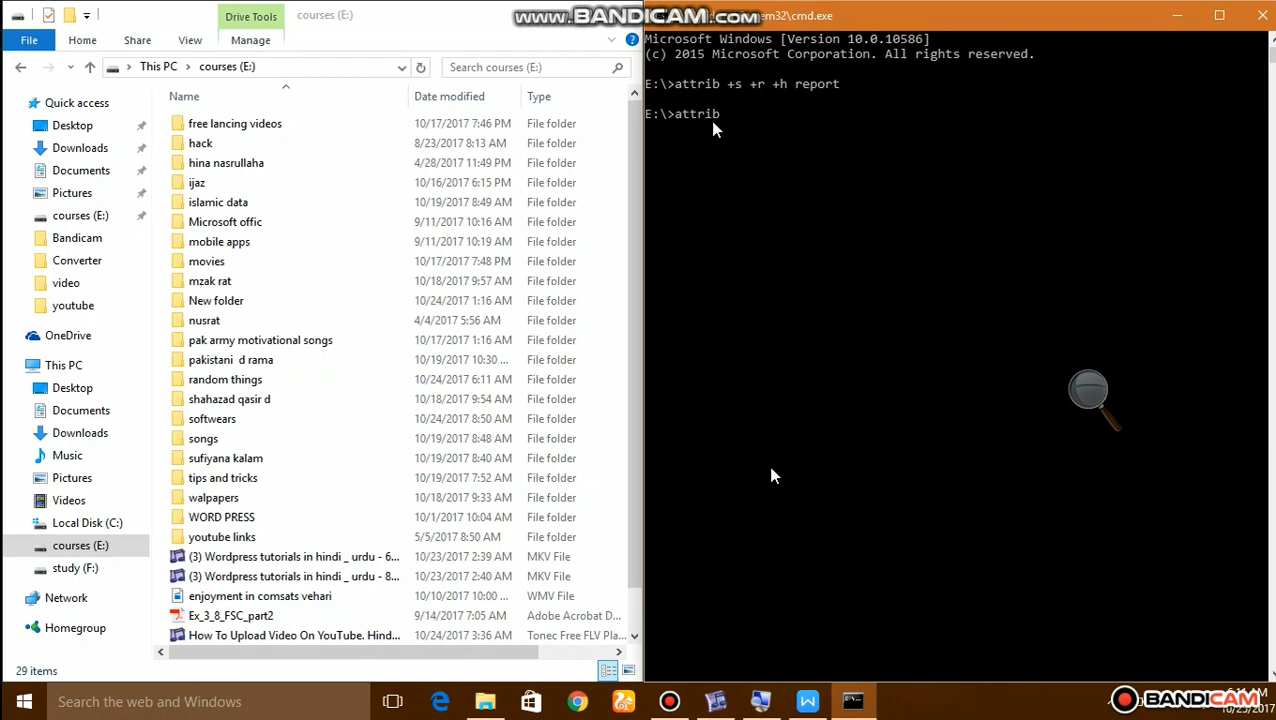 Drive Tools
courses (E:)
www.BANDICAM.com
em32\cmd.exe
File
Home
Share
View
Manage
This PC
courses (E:)
Search courses (E:)
Name
Date modified
Type
Quick access
Desktop
Downloads
Documents
Pictures
courses (E:)
Bandicam
Converter
video
youtube
OneDrive
This PC
Desktop
Documents
Downloads
Music
Pictures
Videos
Local Disk (C:)
courses (E:)
study (F:)
Network
Homegroup
free lancing videos 10/17/2017 7:46 PM File folder
hack 8/23/2017 8:13 AM File folder
hina nasrullaha 4/28/2017 11:49 PM File folder
ijaz 10/16/2017 6:15 PM File folder
islamic data 10/19/2017 8:49 AM File folder
Microsoft offic 9/11/2017 10:16 AM File folder
mobile apps 9/11/2017 10:19 AM File folder
movies 10/17/2017 7:48 PM File folder
mzak rat 10/18/2017 9:57 AM File folder
New folder 10/24/2017 1:16 AM File folder
nusrat 4/4/2017 5:56 AM File folder
pak army motivational songs 10/17/2017 1:16 AM File folder
pakistani d rama 10/19/2017 10:30 ... File folder
random things 10/24/2017 6:11 AM File folder
shahazad qasir d 10/18/2017 9:54 AM File folder
softwears 10/24/2017 8:50 AM File folder
songs 10/19/2017 8:48 AM File folder
sufiyana kalam 10/19/2017 8:40 AM File folder
tips and tricks 10/19/2017 7:52 AM File folder
walpapers 10/18/2017 9:33 AM File folder
WORD PRESS 10/1/2017 10:04 AM File folder
youtube links 5/5/2017 8:50 AM File folder
(3) Wordpress tutorials in hindi _ urdu - 6... 10/23/2017 2:39 AM MKV File
(3) Wordpress tutorials in hindi _ urdu - 8... 10/23/2017 2:40 AM MKV File
enjoyment in comsats vehari 10/10/2017 10:00 ... WMV File
Ex_3_8_FSC_part2 9/14/2017 7:05 AM Adobe Acrobat D...
How To Upload Video On YouTube. Hind... 10/24/2017 3:36 AM Tonec Free FLV Pla...
29 items
Microsoft Windows [Version 10.0.10586]
(c) 2015 Microsoft Corporation. All rights reserved.
E:\>attrib +s +r +h report
E:\>attrib
Search the web and Windows
BANDICAM
10/25/2017